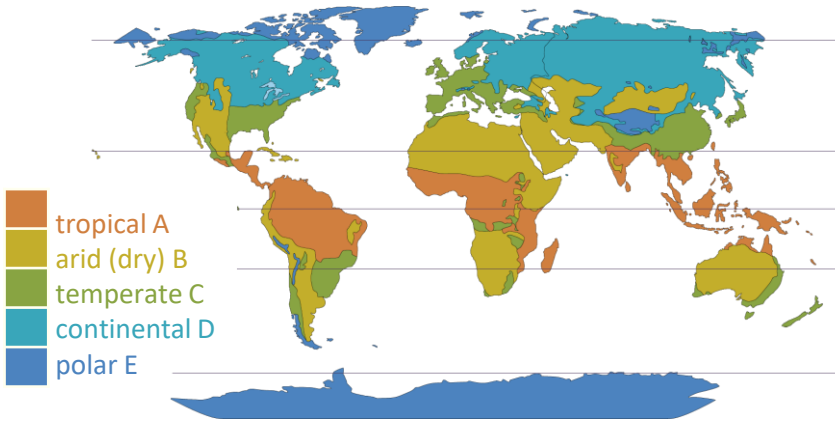 tropical A
arid (dry) B
temperate C
continental D
polar E